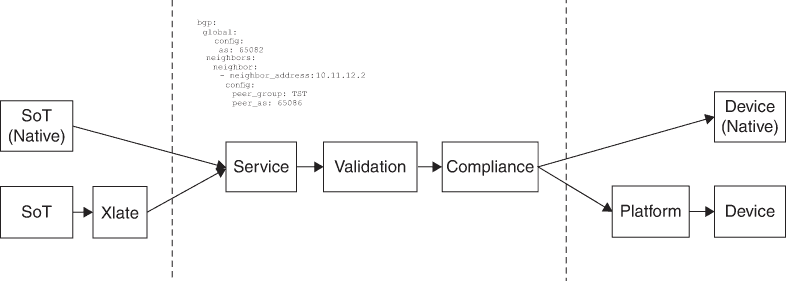 bgp:
global:
config:
as: 65082
neighbors:
neighbor:
- neighbor_address:10.11.12.2
config:
peer_group: TST
peer_as: 65086
SoT
(Native)
Device
(Native)
Service
Validation
Compliance
SoT
Xlate
Platform
Device